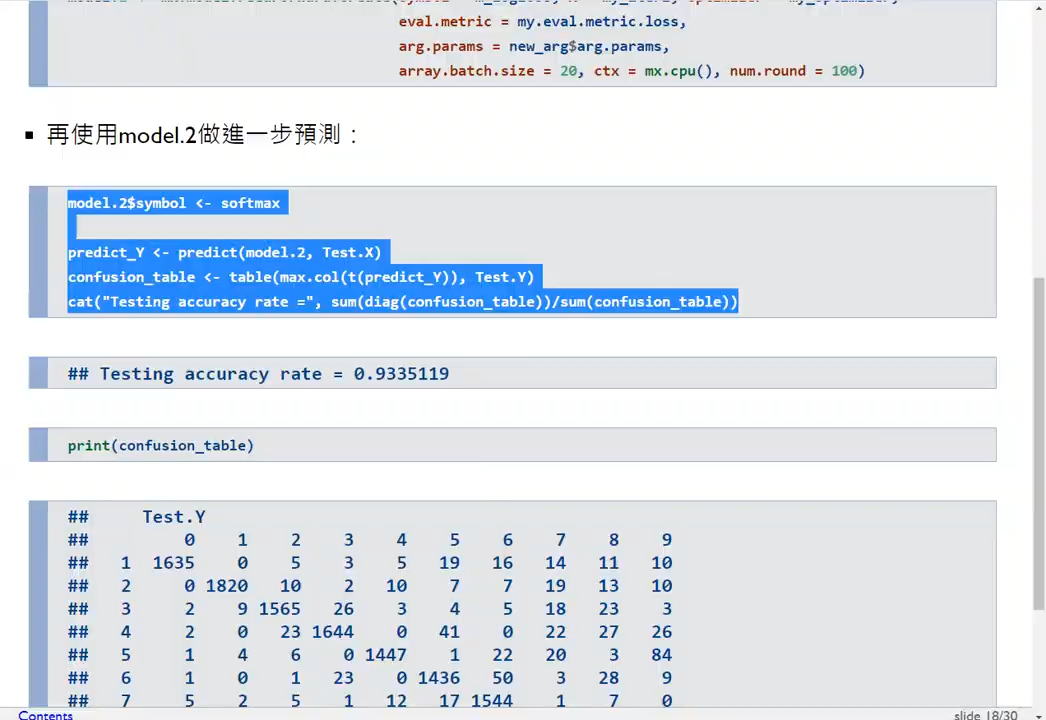 eval.metric = my.eval.metric.loss,
arg.params = new_arg$arg.params,
array.batch.size = 20, ctx = mx.cpu(), num.round = 100)
▪ 再使用model.2做進一步預測：
model.2$symbol <- softmax
predict_Y <- predict(model.2, Test.X)
confusion_table <- table(max.col(t(predict_Y)), Test.Y)
cat("Testing accuracy rate =", sum(diag(confusion_table))/sum(confusion_table))
## Testing accuracy rate = 0.9335119
print(confusion_table)
## Test.Y
## 0 1 2 3 4 5 6 7 8 9
## 1 1635 0 5 3 5 19 16 14 11 10
## 2 0 1820 10 2 10 7 7 19 13 10
## 3 2 9 1565 26 3 4 5 18 23 3
## 4 2 0 23 1644 0 41 0 22 27 26
## 5 1 4 6 0 1447 1 22 20 3 84
## 6 1 0 1 23 0 1436 50 3 28 9
## 7 5 2 5 1 12 17 1544 1 7 0
Contents
slide 18/30